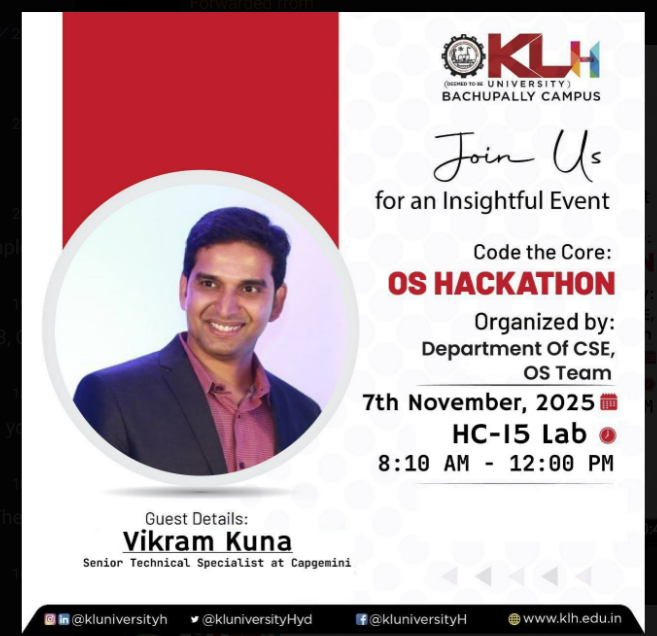 Forwarded from
KLH
(DEEMED TO BE UNIVERSITY)
BACHUPALLY CAMPUS
Join Us
for an Insightful Event
Code the Core:
OS HACKATHON
Organized by:
Department Of CSE,
OS Team
7th November, 2025
HC-15 Lab
8:10 AM - 12:00 PM
Guest Details:
Vikram Kuna
Senior Technical Specialist at Capgemini
@kluniversityh
@kluniversityHyd
@kluniversityH
www.klh.edu.in